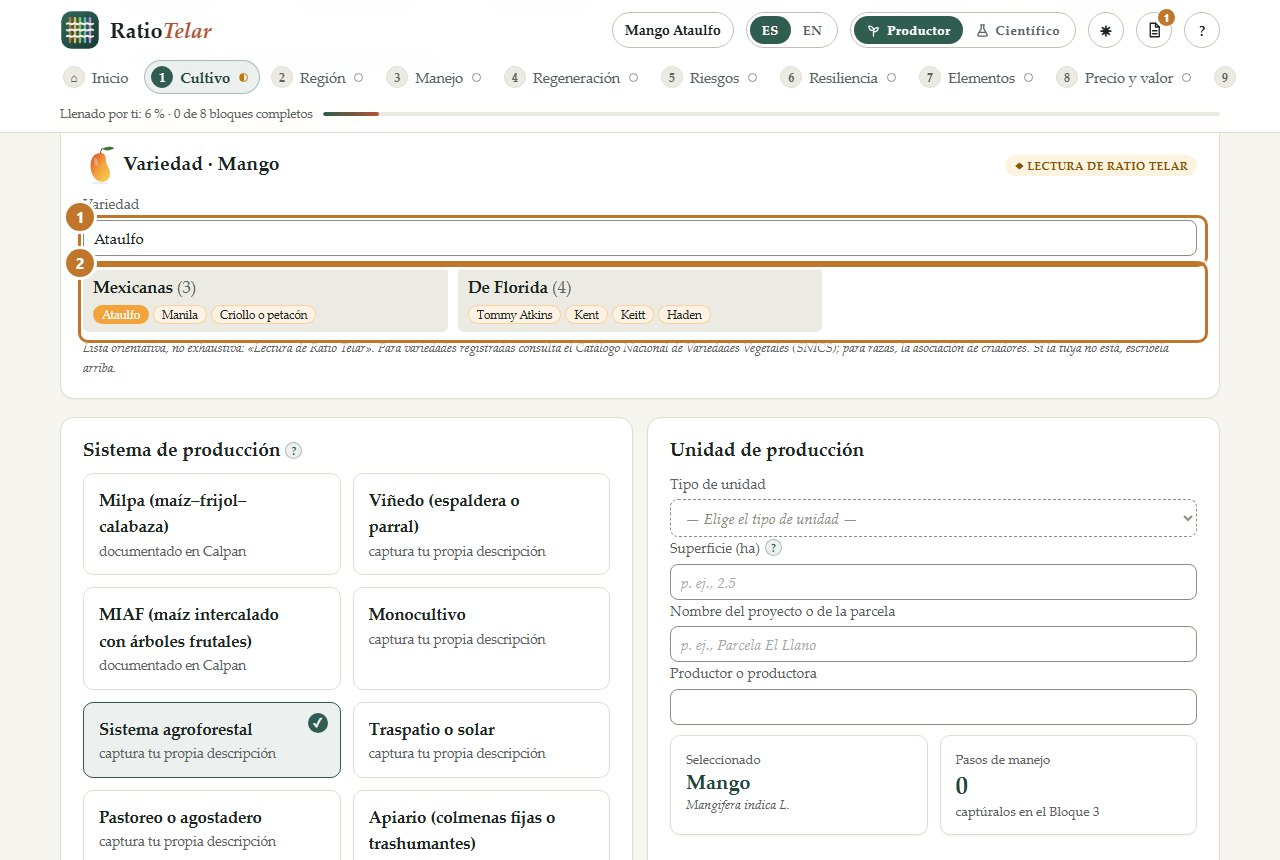 RatioTelar
Mango Ataulfo
ES EN
Productor Científico
1
?
Inicio
1 Cultivo
2 Región
3 Manejo
4 Regeneración
5 Riesgos
6 Resiliencia
7 Elementos
8 Precio y valor
9
Llenado por ti: 6 % · 0 de 8 bloques completos
Variedad · Mango
◆ LECTURA DE RATIO TELAR
Variedad
1
Ataulfo
2
Mexicanas (3)
Ataulfo Manila Criollo o petacón
De Florida (4)
Tommy Atkins Kent Keitt Haden
Lista orientativa, no exhaustiva: «Lectura de Ratio Telar». Para variedades registradas consulta el Catálogo Nacional de Variedades Vegetales (SNICS); para razas, la asociación de criadores. Si la tuya no está, escríbela
arriba.
Sistema de producción ?
Milpa (maíz–frijol–
calabaza)
documentado en Calpan
Viñedo (espaldera o
parral)
captura tu propia descripción
MIAF (maíz intercalado
con árboles frutales)
documentado en Calpan
Monocultivo
captura tu propia descripción
Sistema agroforestal
captura tu propia descripción
Traspatio o solar
captura tu propia descripción
Pastoreo o agostadero
captura tu propia descripción
Apiario (colmenas fijas o
trashumantes)
Unidad de producción
Tipo de unidad
— Elige el tipo de unidad —
Superficie (ha) ?
p. ej., 2.5
Nombre del proyecto o de la parcela
p. ej., Parcela El Llano
Productor o productora
Seleccionado
Mango
Mangifera indica L.
Pasos de manejo
0
captúralos en el Bloque 3